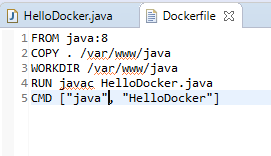 HelloDocker.java
Dockerfile
1 FROM java:8
2 COPY . /var/www/java
3 WORKDIR /var/www/java
4 RUN javac HelloDocker.java
5 CMD ["java", "HelloDocker"]